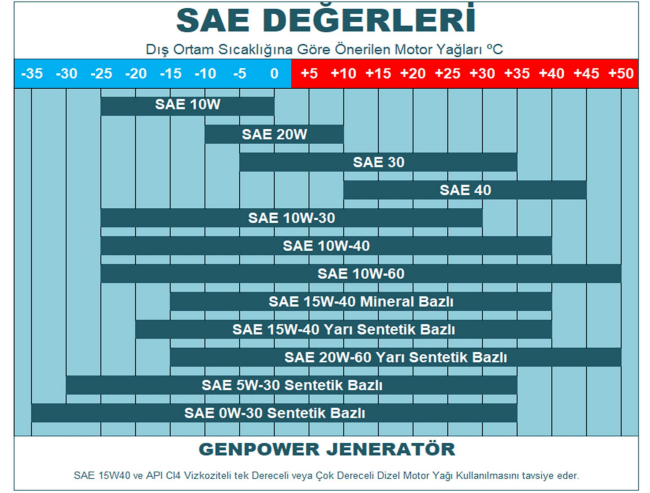 SAE DEĞERLERİ
Dış Ortam Sıcaklığına Göre Önerilen Motor Yağları ºC
-35 -30 -25 -20 -15 -10 -5 0 +5 +10 +15 +20 +25 +30 +35 +40 +45 +50
SAE 10W
SAE 20W
SAE 30
SAE 40
SAE 10W-30
SAE 10W-40
SAE 10W-60
SAE 15W-40 Mineral Bazlı
SAE 15W-40 Yarı Sentetik Bazlı
SAE 20W-60 Yarı Sentetik Bazlı
SAE 5W-30 Sentetik Bazlı
SAE 0W-30 Sentetik Bazlı
GENPOWER JENERATÖR
SAE 15W40 ve API CI4 Vizkoziteli tek Dereceli veya Çok Dereceli Dizel Motor Yağı Kullanılmasını tavsiye eder.